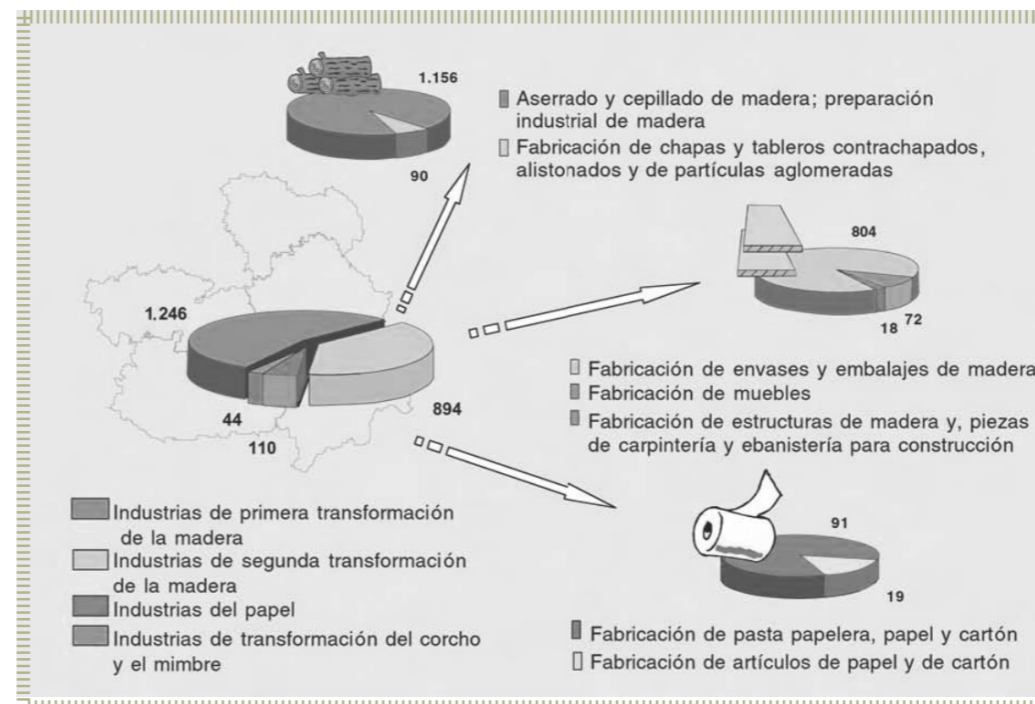 1.156
90
Aserrado y cepillado de madera; preparación
industrial de madera
Fabricación de chapas y tableros contrachapados,
alistonados y de partículas aglomeradas
804
18
72
Fabricación de envases y embalajes de madera
Fabricación de muebles
Fabricación de estructuras de madera y, piezas
de carpintería y ebanistería para construcción
1.246
44
110
894
Industrias de primera transformación
de la madera
Industrias de segunda transformación
de la madera
Industrias del papel
Industrias de transformación del corcho
y el mimbre
91
19
Fabricación de pasta papelera, papel y cartón
Fabricación de artículos de papel y de cartón